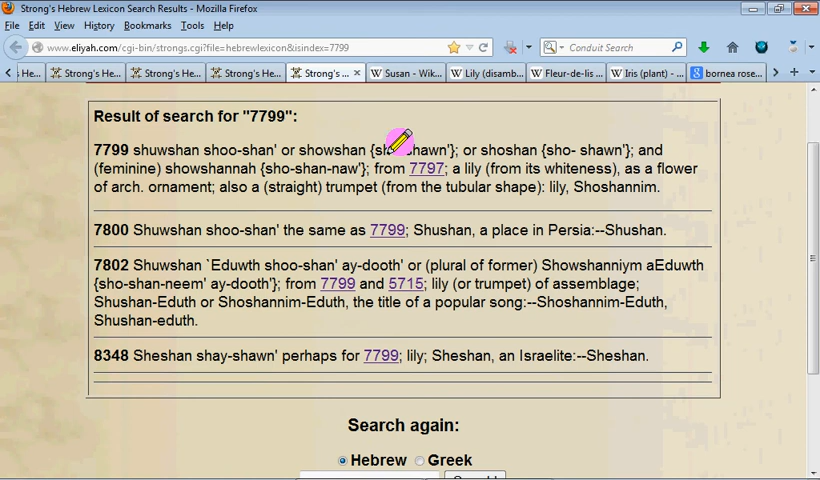 Strong's Hebrew Lexicon Search Results - Mozilla Firefox
File Edit View History Bookmarks Tools Help
www.eliyah.com/cgi-bin/strongs.cgi?file=hebrewlexicon&isindex=7799
Conduit Search
He... Strong's He... Strong's He... Strong's He... Strong's ... Susan - Wik... Lily (disamb... Fleur-de-lis ... Iris (plant) - ... bornea rose...
Result of search for "7799":
7799 shuwshan shoo-shan' or showshan {sho-shawn'}; or shoshan {sho- shawn'}; and
(feminine) showshannah {sho-shan-naw'}; from 7797; a lily (from its whiteness), as a flower
of arch. ornament; also a (straight) trumpet (from the tubular shape): lily, Shoshannim.
7800 Shuwshan shoo-shan' the same as 7799; Shushan, a place in Persia:--Shushan.
7802 Shuwshan `Eduwth shoo-shan' ay-dooth' or (plural of former) Showshanniym aEduwth
{sho-shan-neem' ay-dooth'}; from 7799 and 5715; lily (or trumpet) of assemblage;
Shushan-Eduth or Shoshannim-Eduth, the title of a popular song:--Shoshannim-Eduth,
Shushan-eduth.
8348 Sheshan shay-shawn' perhaps for 7799; lily; Sheshan, an Israelite:--Sheshan.
Search again:
Hebrew Greek